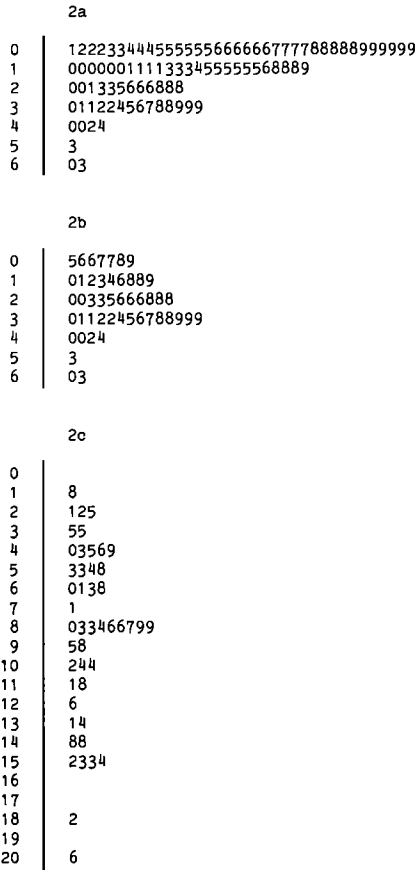 2a
0 | 122233444555555666666777788888999999
1 | 0000001111333455555568889
2 | 001335666888
3 | 01122456788999
4 | 0024
5 | 3
6 | 03
2b
0 | 5667789
1 | 012346889
2 | 00335666888
3 | 01122456788999
4 | 0024
5 | 3
6 | 03
2c
0 |
1 | 8
2 | 125
3 | 55
4 | 03569
5 | 3348
6 | 0138
7 | 1
8 | 033466799
9 | 58
10 | 244
11 | 18
12 | 6
13 | 14
14 | 88
15 | 2334
16 |
17 |
18 | 2
19 |
20 | 6